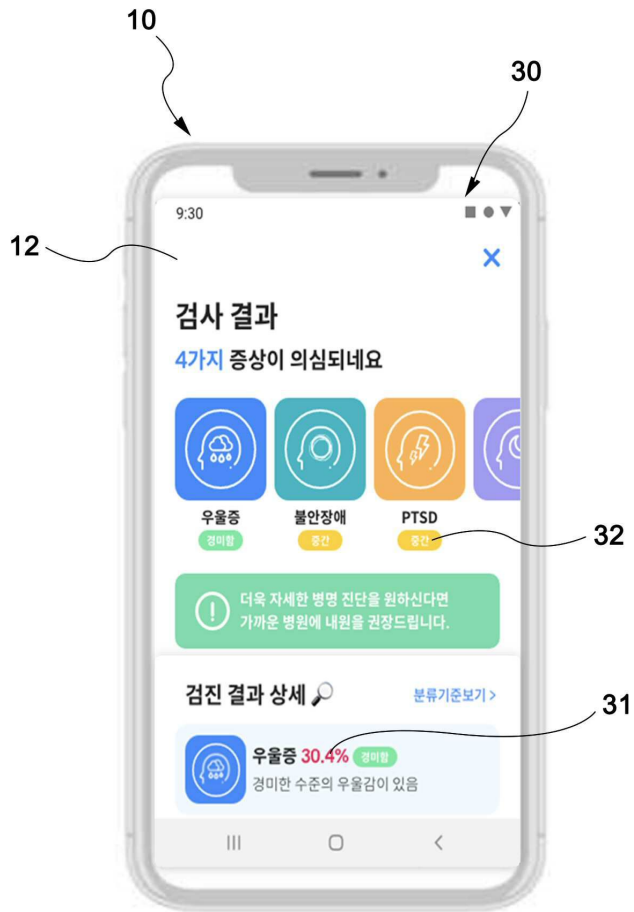 10
30
9:30
12
검사 결과
4가지 증상이 의심되네요
우울증 불안장애 PTSD
경미함 중간 중간
32
더욱 자세한 병명 진단을 원하신다면
가까운 병원에 내원을 권장드립니다.
검진 결과 상세
분류기준보기 >
31
우울증 30.4% 경미함
경미한 수준의 우울감이 있음